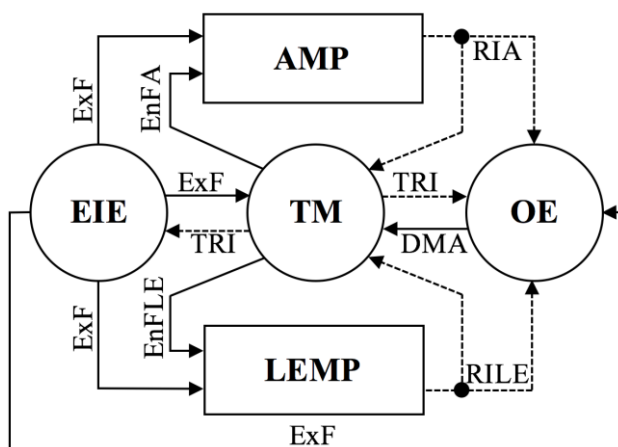 AMP
RIA
ExF
EnFA
ExF
TRI
EIE
TM
OE
TRI
DMA
ExF
EnFLE
LEMP
RILE
ExF